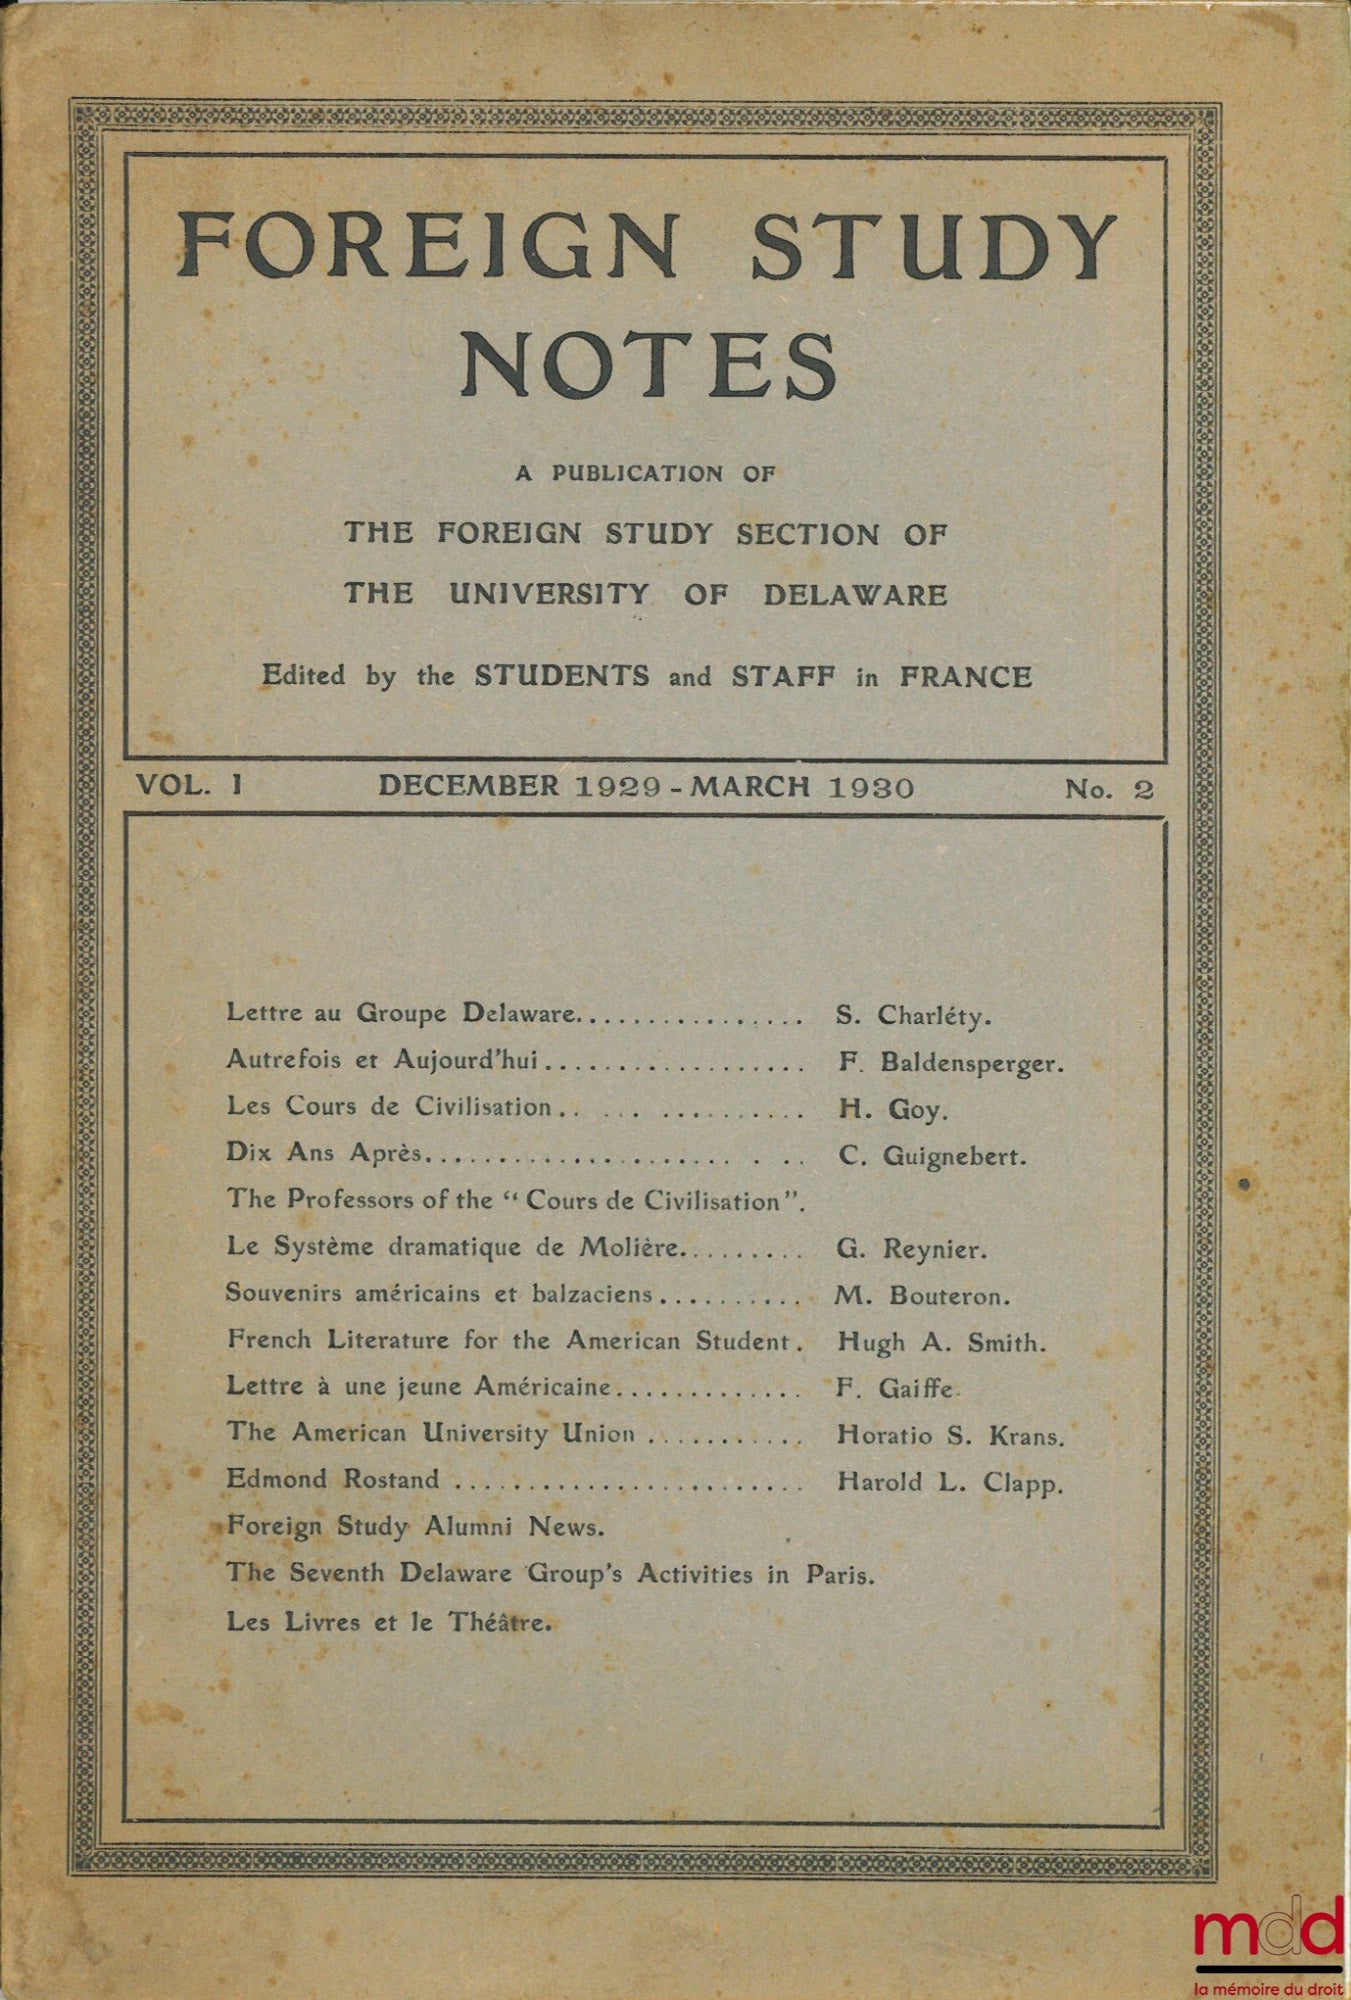 FOREIGN STUDY
NOTES
A PUBLICATION OF
THE FOREIGN STUDY SECTION OF
THE UNIVERSITY OF DELAWARE
Edited by the STUDENTS and STAFF in FRANCE
VOL. I DECEMBER 1929 - MARCH 1930 No. 2
Lettre au Groupe Delaware................ S. Charléty.
Autrefois et Aujourd'hui.................. F. Baldensperger.
Les Cours de Civilisation.. ... .......... H. Goy.
Dix Ans Après..................... . .. C. Guignebert.
The Professors of the “ Cours de Civilisation ”.
Le Système dramatique de Molière......... G. Reynier.
Souvenirs américains et balzaciens.......... M. Bouteron.
French Literature for the American Student. Hugh A. Smith.
Lettre à une jeune Américaine............. F. Gaiffe.
The American University Union ........... Horatio S. Krans.
Edmond Rostand ........................ Harold L. Clapp.
Foreign Study Alumni News.
The Seventh Delaware Group's Activities in Paris.
Les Livres et le Théâtre.
mdd
la mémoire du droit